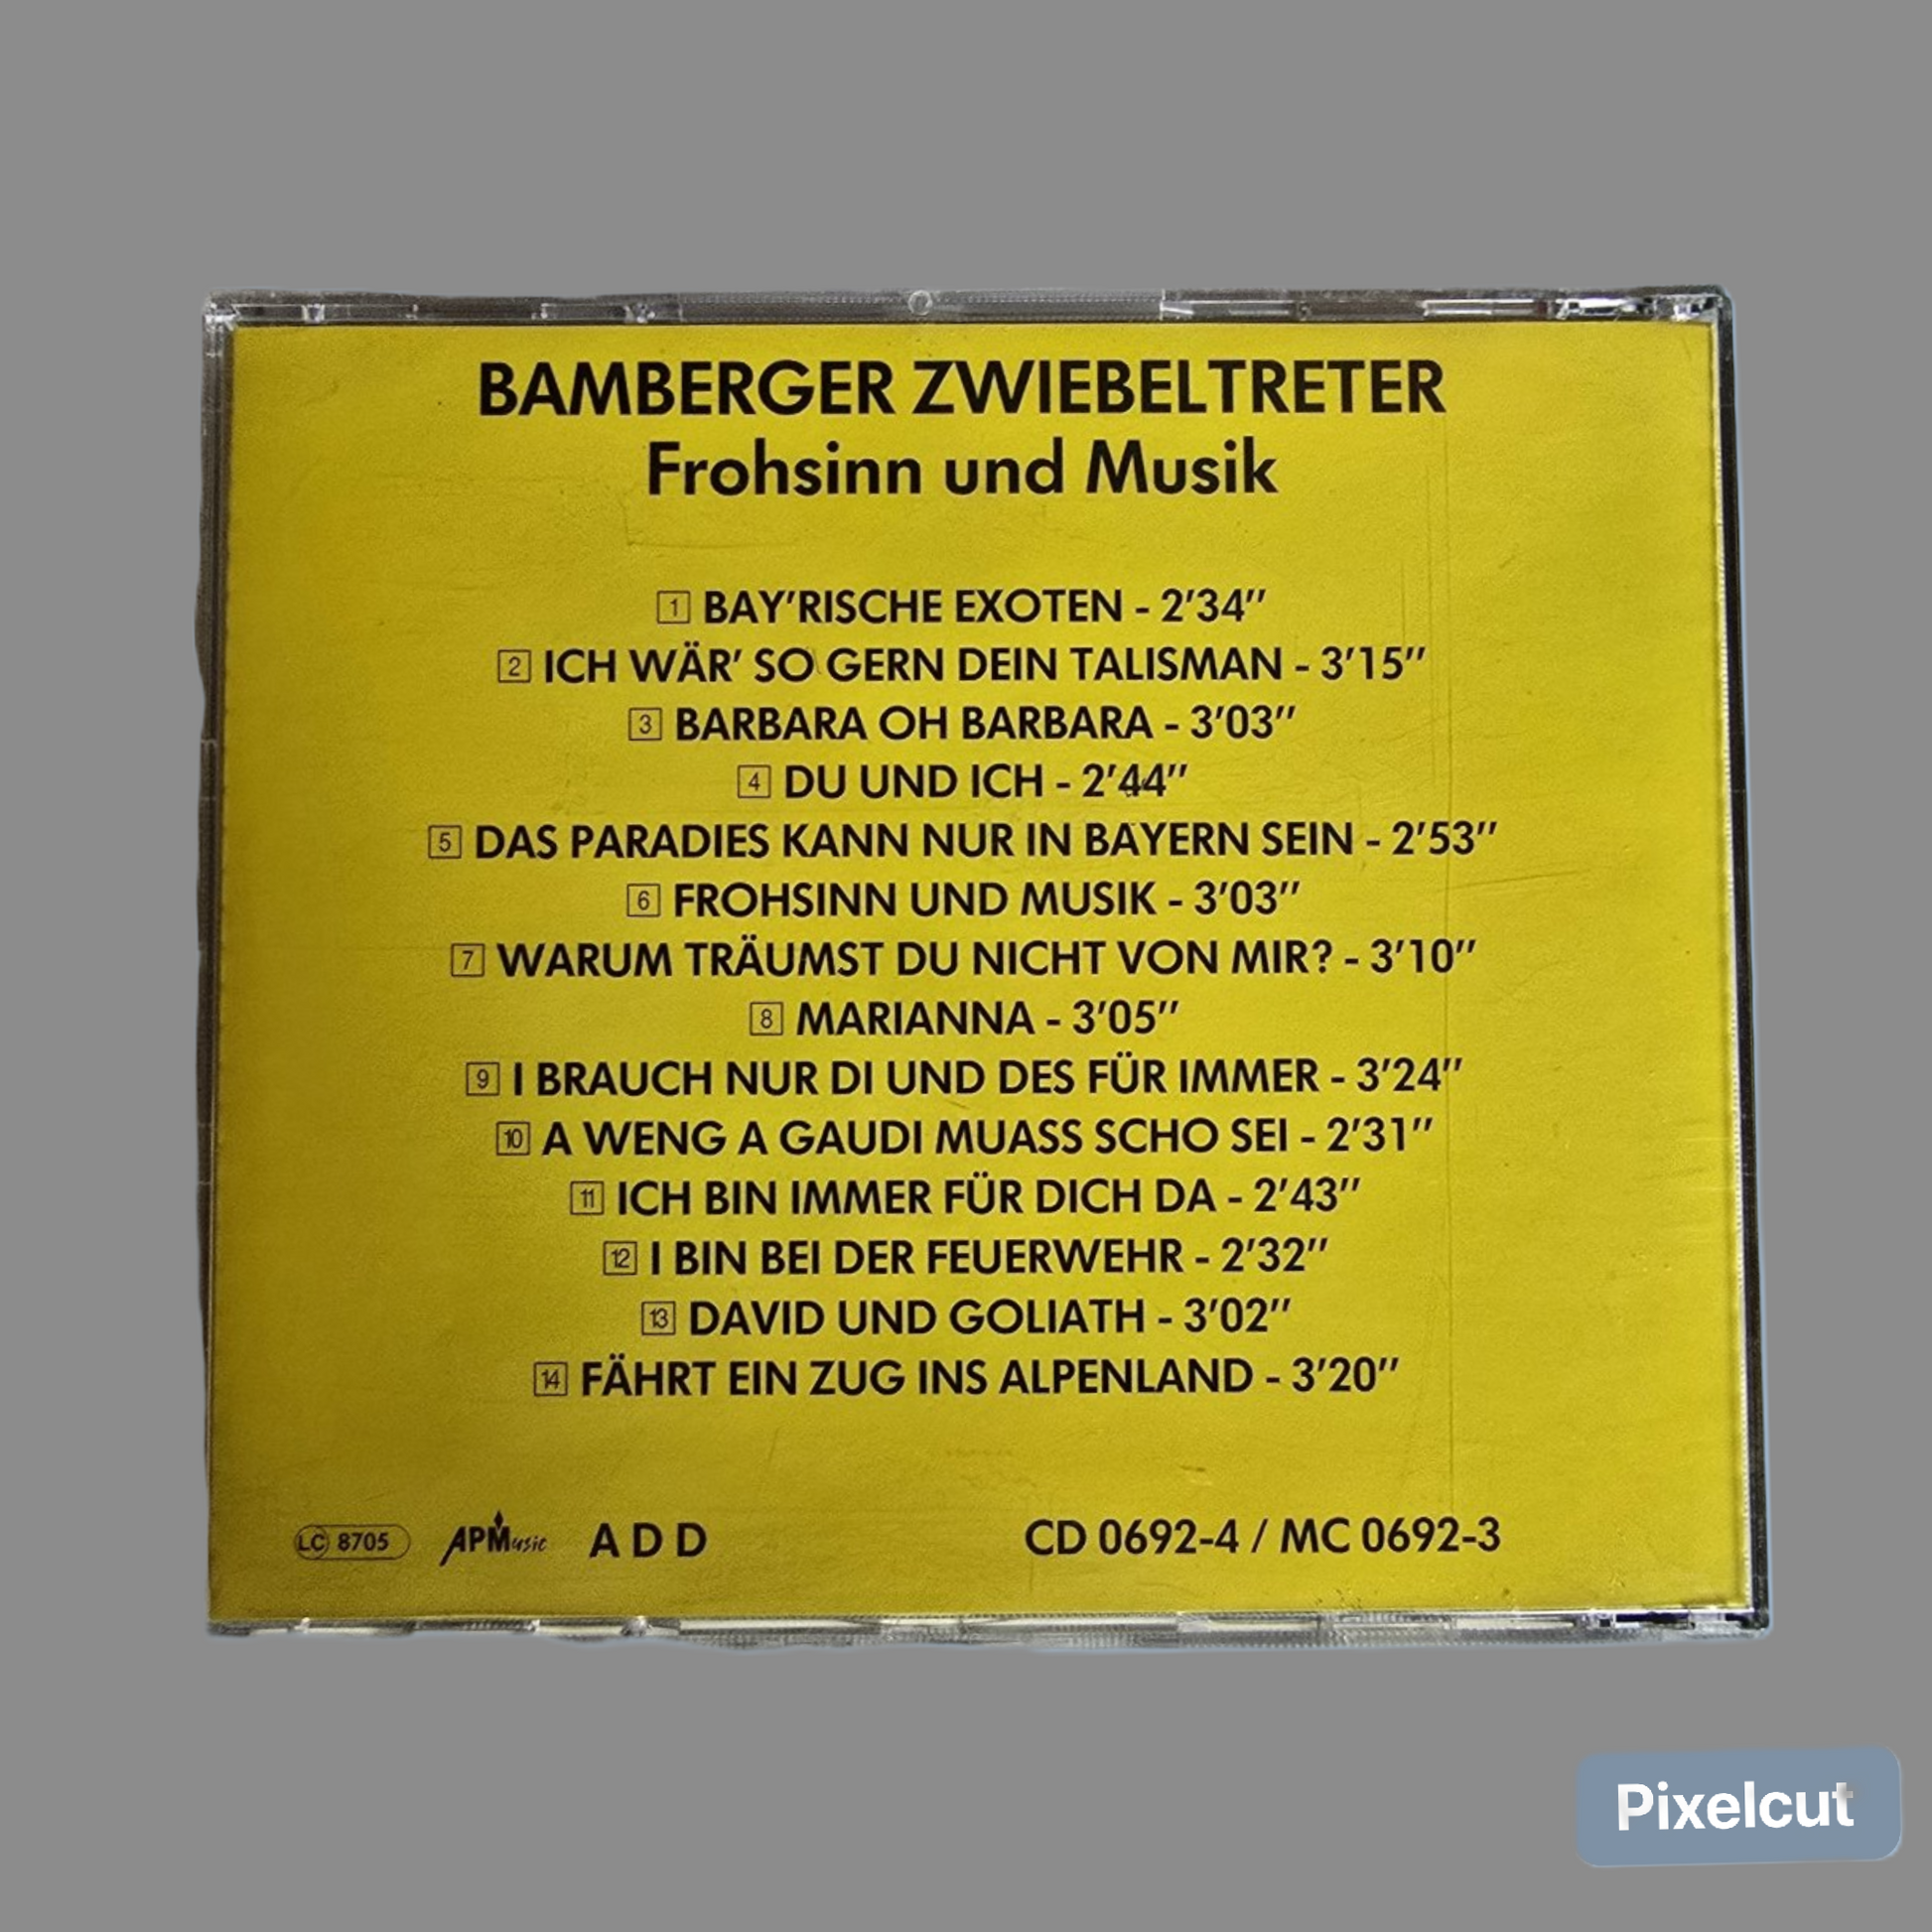 BAMBERGER ZWIEBELTRETER
Frohsinn und Musik
1 BAY'RISCHE EXOTEN - 2'34''
2 ICH WÄR' SO GERN DEIN TALISMAN - 3'15''
3 BARBARA OH BARBARA - 3'03''
4 DU UND ICH - 2'44''
5 DAS PARADIES KANN NUR IN BAYERN SEIN - 2'53''
6 FROHSINN UND MUSIK - 3'03''
7 WARUM TRÄUMST DU NICHT VON MIR? - 3'10''
8 MARIANNA - 3'05''
9 I BRAUCH NUR DI UND DES FÜR IMMER - 3'24''
10 A WENG A GAUDI MUASS SCHO SEI - 2'31''
11 ICH BIN IMMER FÜR DICH DA - 2'43''
12 I BIN BEI DER FEUERWEHR - 2'32''
13 DAVID UND GOLIATH - 3'02''
14 FÄHRT EIN ZUG INS ALPENLAND - 3'20''
LC 8705 APMusic ADD CD 0692-4 / MC 0692-3
Pixelcut